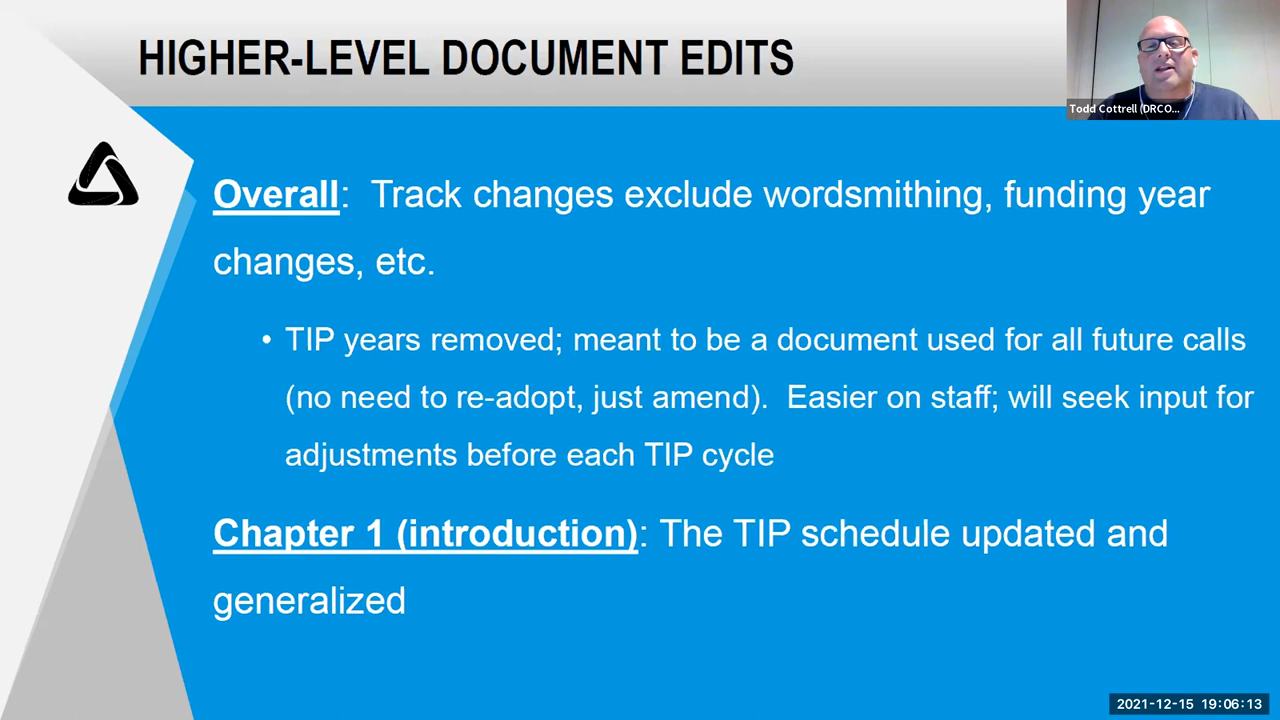 HIGHER-LEVEL DOCUMENT EDITS
Todd Cottrell (DRCO...
Overall: Track changes exclude wordsmithing, funding year
changes, etc.
• TIP years removed; meant to be a document used for all future calls
(no need to re-adopt, just amend). Easier on staff; will seek input for
adjustments before each TIP cycle
Chapter 1 (introduction): The TIP schedule updated and
generalized
2021-12-15 19:06:13